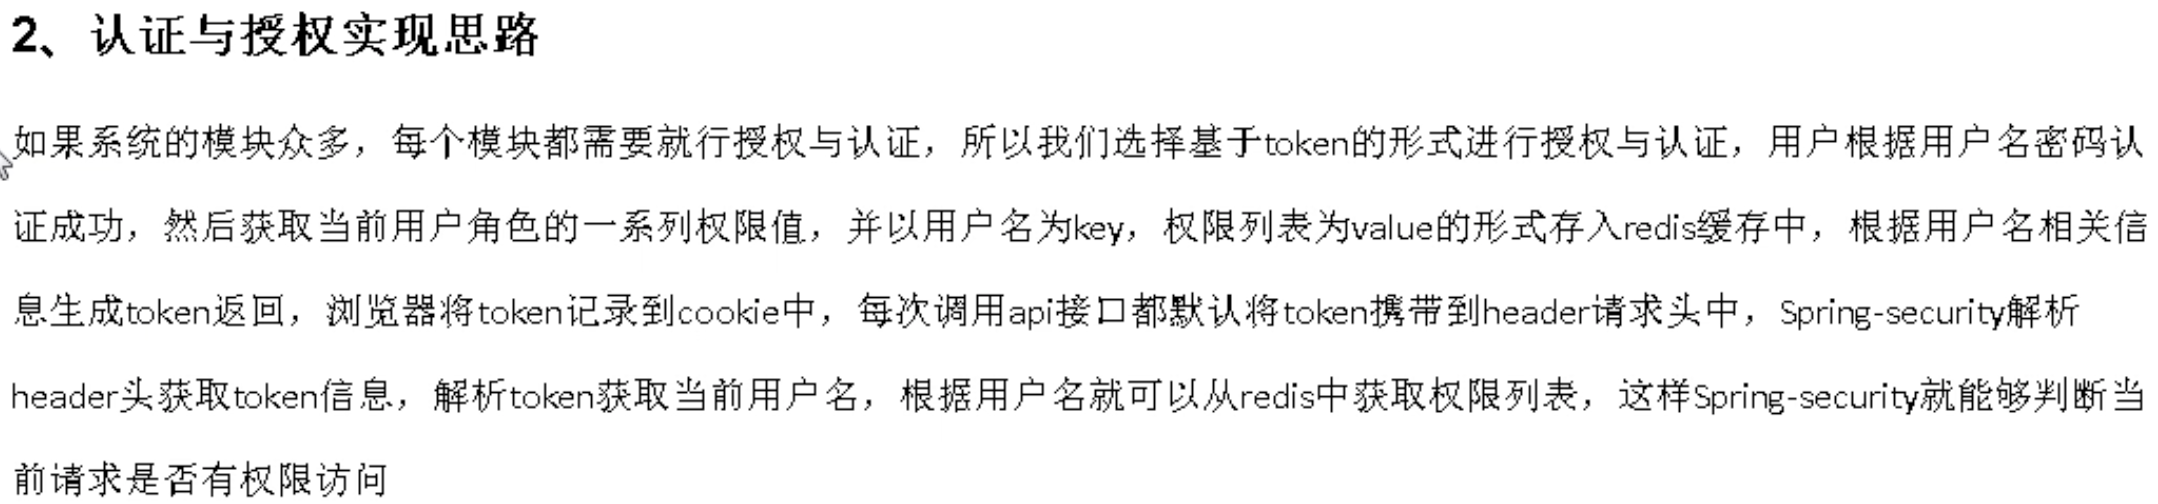 2、认证与授权实现思路
如果系统的模块众多，每个模块都需要就行授权与认证，所以我们选择基于token的形式进行授权与认证，用户根据用户名密码认
证成功，然后获取当前用户角色的一系列权限值，并以用户名为key，权限列表为value的形式存入redis缓存中，根据用户名相关信
息生成token返回，浏览器将token记录到cookie中，每次调用api接口都默认将token携带到header请求头中，Spring-security解析
header头获取token信息，解析token获取当前用户名，根据用户名就可以从redis中获取权限列表，这样Spring-security就能够判断当
前请求是否有权限访问